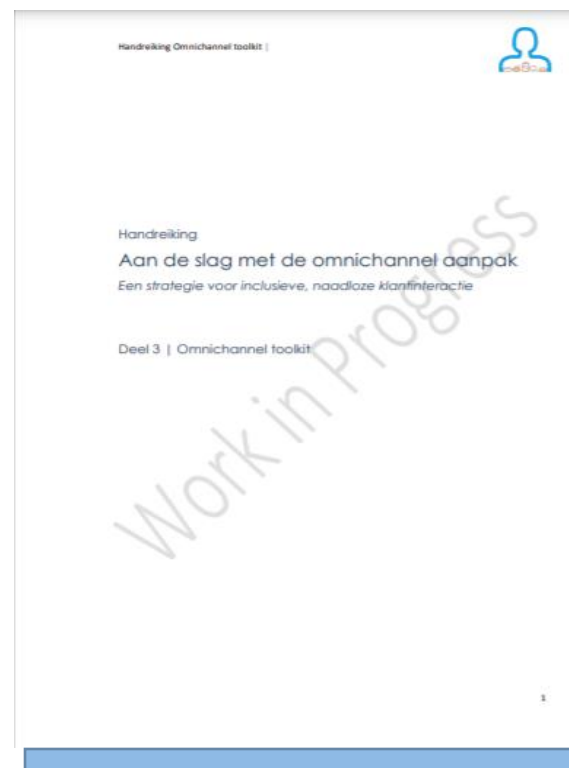 Handreiking Omnichannel toolkit |
Handreiking
Aan de slag met de omnichannel aanpak
Een strategie voor inclusieve, naadloze klantinteractie
Deel 3 | Omnichannel toolkit
Work in Progress
1